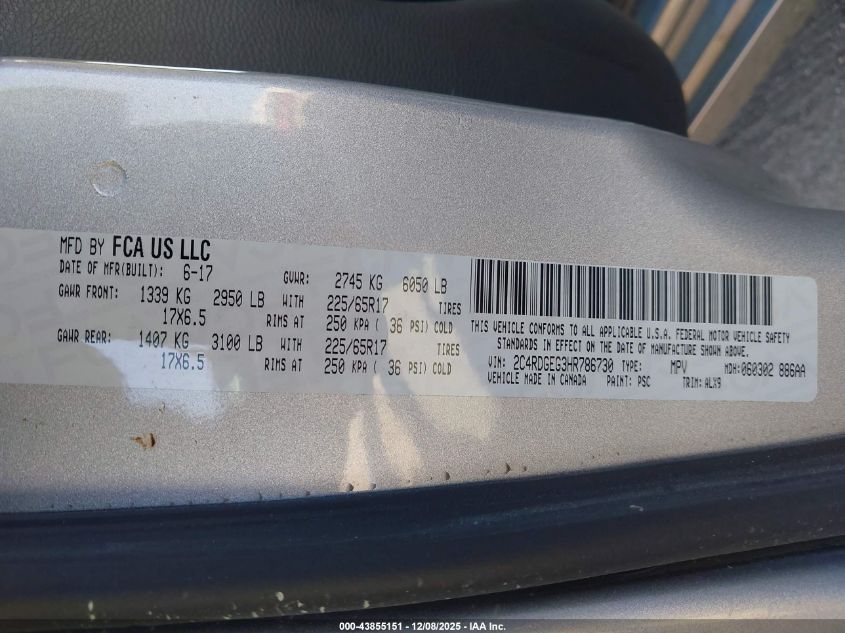 MFD BY FCA US LLC
DATE OF MFR(BUILT): 6-17 GVWR: 2745 KG 6050 LB
GAWR FRONT: 1339 KG 2950 LB WITH 225/65R17 TIRES
17X6.5 RIMS AT 250 KPA ( 36 PSI) COLD
GAWR REAR: 1407 KG 3100 LB WITH 225/65R17 TIRES
17X6.5 RIMS AT 250 KPA ( 36 PSI) COLD
THIS VEHICLE CONFORMS TO ALL APPLICABLE U.S.A. FEDERAL MOTOR VEHICLE SAFETY
STANDARDS IN EFFECT ON THE DATE OF MANUFACTURE SHOWN ABOVE.
VIN: 2C4RDGEG3HR786730 TYPE: MPV MDH:060302 886AA
VEHICLE MADE IN CANADA PAINT: PSC TRIM: ALX9
000-43855151 - 12/08/2025 - IAA Inc.